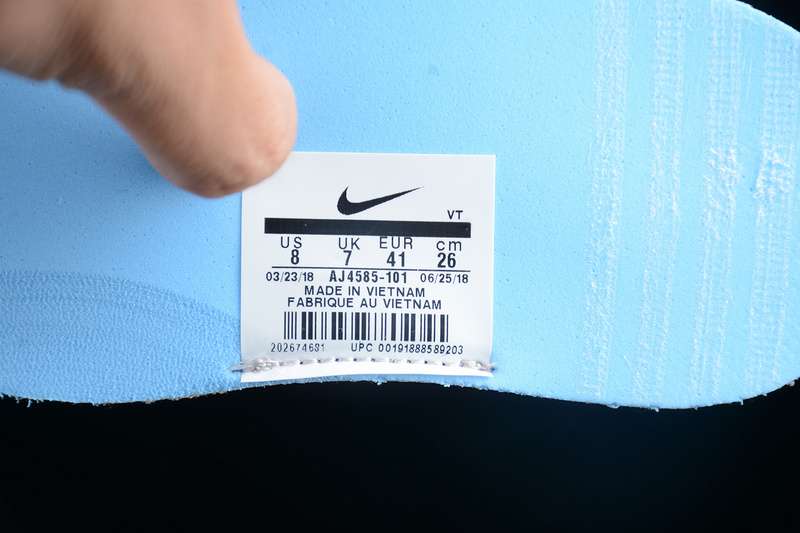 VT
US UK EUR cm
8 7 41 26
03/23/18 AJ4585-101 06/25/18
MADE IN VIETNAM
FABRIQUE AU VIETNAM
202674691 UPC 00191888589203